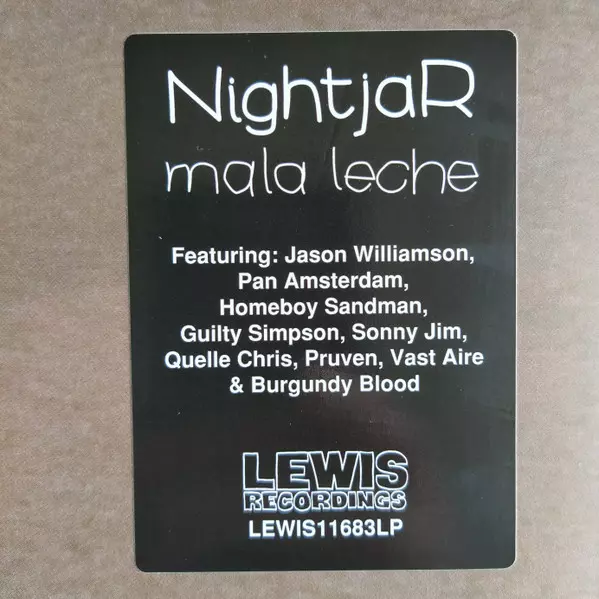 NightjaR
mala leche
Featuring: Jason Williamson,
Pan Amsterdam,
Homeboy Sandman,
Guilty Simpson, Sonny Jim,
Quelle Chris, Pruven, Vast Aire
& Burgundy Blood
LEWIS
RECORDINGS
LEWIS11683LP